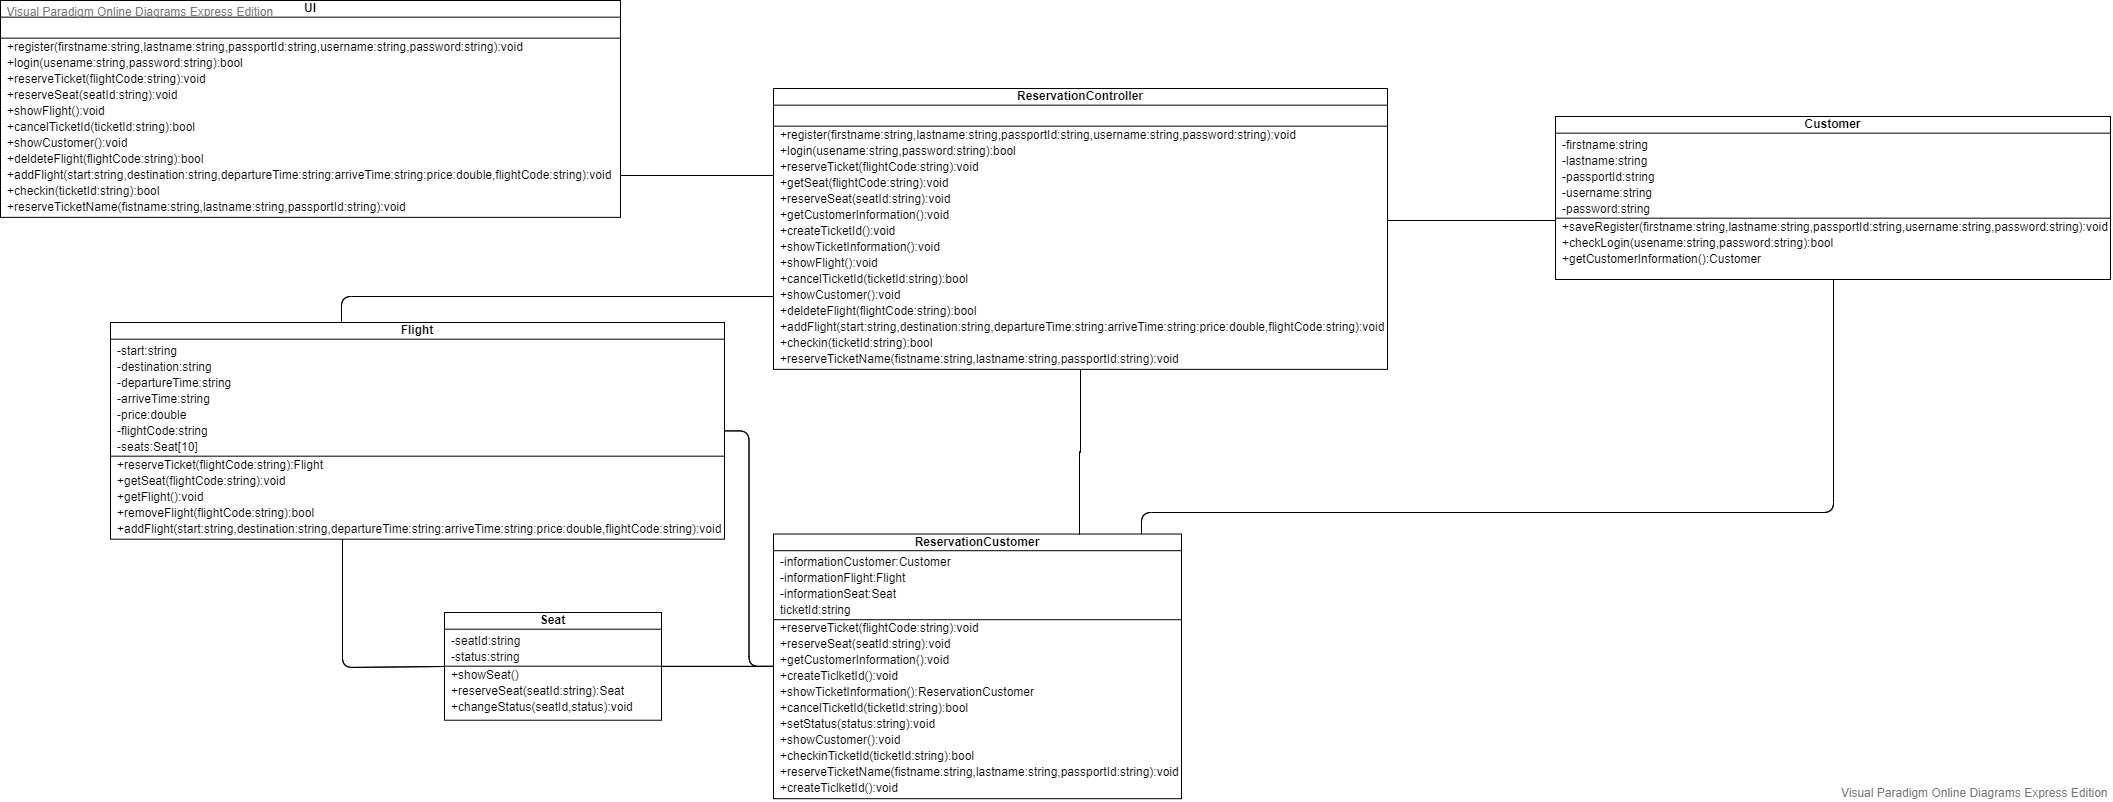 Visual Paradigm Online Diagrams Express Edition
UI
+register(firstname:string,lastname:string,passportId:string,username:string,password:string):void
+login(usename:string,password:string):bool
+reserveTicket(flightCode:string):void
+reserveSeat(seatId:string):void
+showFlight():void
+cancelTicketId(ticketId:string):bool
+showCustomer():void
+deldeteFlight(flightCode:string):bool
+addFlight(start:string,destination:string,departureTime:string:arriveTime:string:price:double,flightCode:string):void
+checkin(ticketId:string):bool
+reserveTicketName(fistname:string,lastname:string,passportId:string):void
ReservationController
+register(firstname:string,lastname:string,passportId:string,username:string,password:string):void
+login(usename:string,password:string):bool
+reserveTicket(flightCode:string):void
+getSeat(flightCode:string):void
+reserveSeat(seatId:string):void
+getCustomerInformation():void
+createTicketId():void
+showTicketInformation():void
+showFlight():void
+cancelTicketId(ticketId:string):bool
+showCustomer():void
+deldeteFlight(flightCode:string):bool
+addFlight(start:string,destination:string,departureTime:string:arriveTime:string:price:double,flightCode:string):void
+checkin(ticketId:string):bool
+reserveTicketName(fistname:string,lastname:string,passportId:string):void
Customer
-firstname:string
-lastname:string
-passportId:string
-username:string
-password:string
+saveRegister(firstname:string,lastname:string,passportId:string,username:string,password:string):void
+checkLogin(usename:string,password:string):bool
+getCustomerInformation():Customer
Flight
-start:string
-destination:string
-departureTime:string
-arriveTime:string
-price:double
-flightCode:string
-seats:Seat[10]
+reserveTicket(flightCode:string):Flight
+getSeat(flightCode:string):void
+getFlight():void
+removeFlight(flightCode:string):bool
+addFlight(start:string,destination:string,departureTime:string:arriveTime:string:price:double,flightCode:string):void
Seat
-seatId:string
-status:string
+showSeat()
+reserveSeat(seatId:string):Seat
+changeStatus(seatId,status):void
ReservationCustomer
-informationCustomer:Customer
-informationFlight:Flight
-informationSeat:Seat
ticketId:string
+reserveTicket(flightCode:string):void
+reserveSeat(seatId:string):void
+getCustomerInformation():void
+createTiclketId():void
+showTicketInformation():ReservationCustomer
+cancelTicketId(ticketId:string):bool
+setStatus(status:string):void
+showCustomer():void
+checkinTicketId(ticketId:string):bool
+reserveTicketName(fistname:string,lastname:string,passportId:string):void
+createTiclketId():void
Visual Paradigm Online Diagrams Express Edition